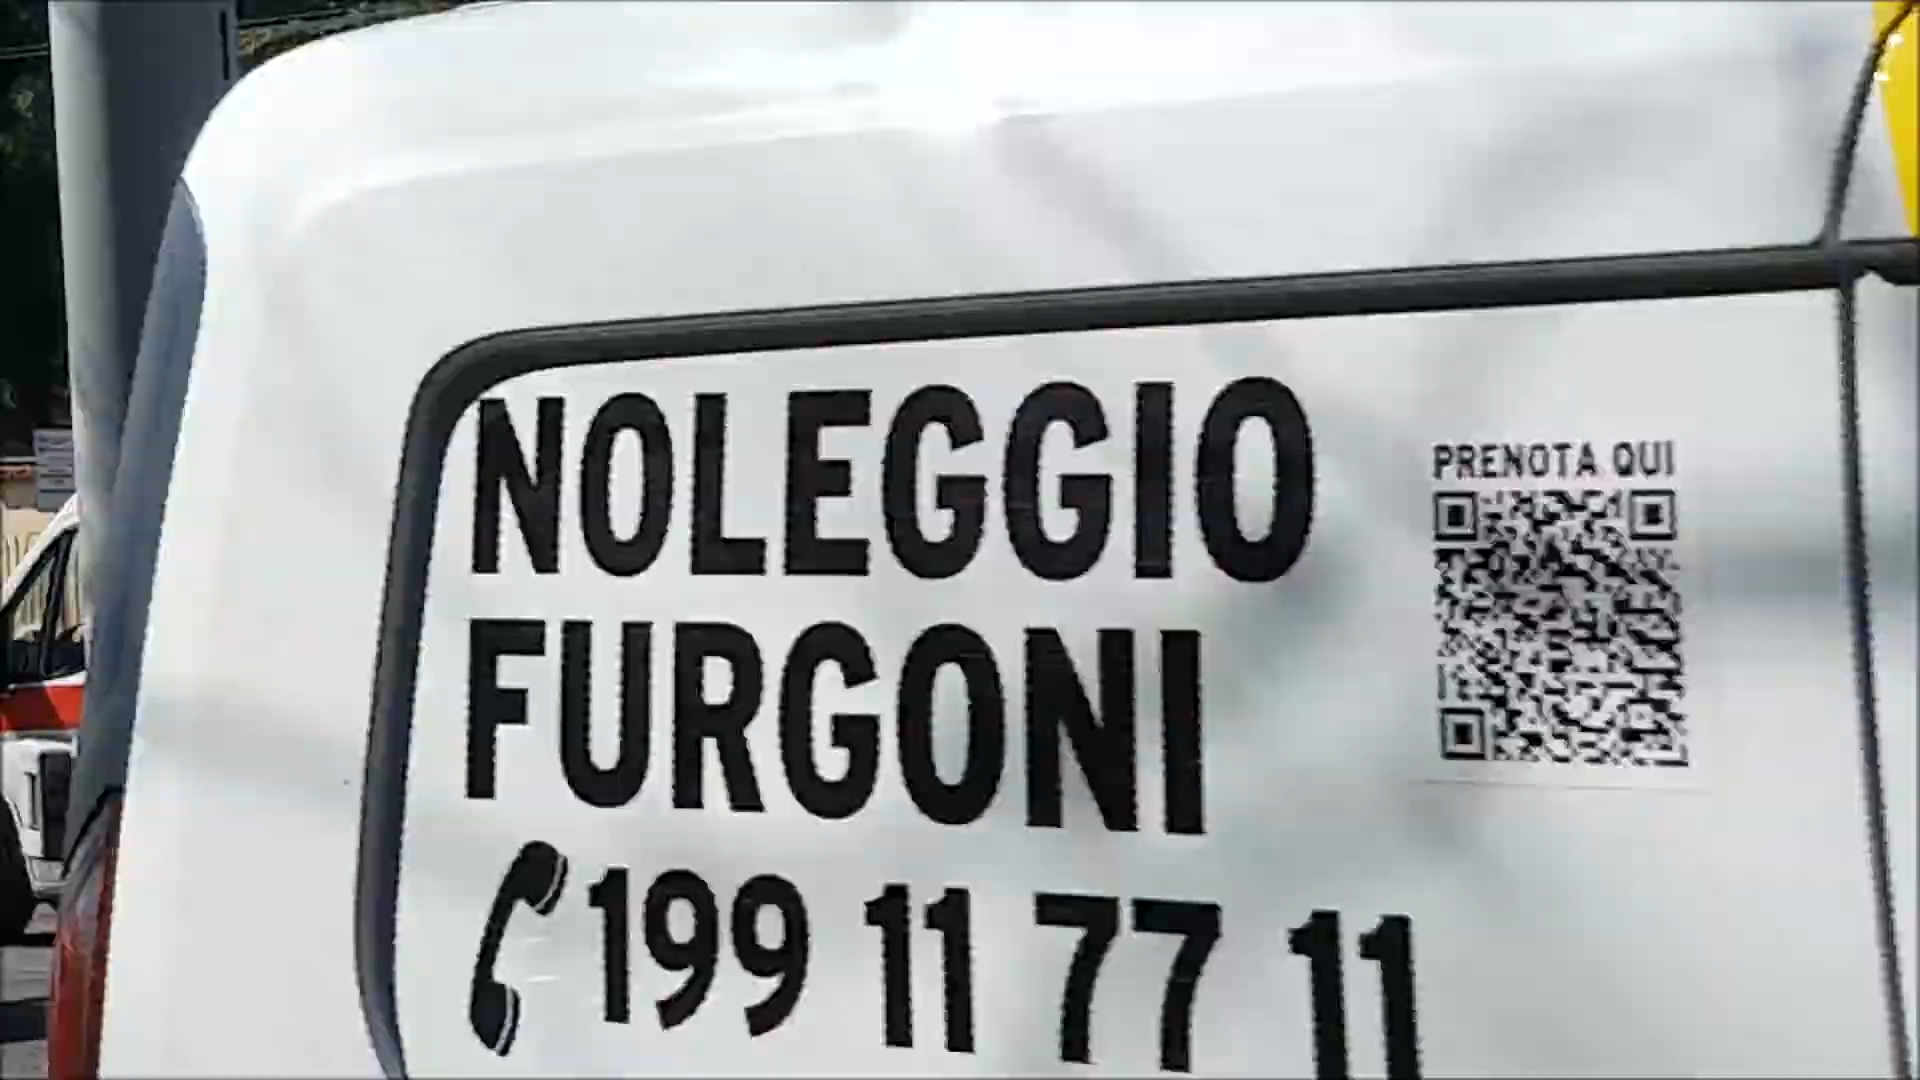 NOLEGGIO
FURGONI
199 11 77 11
PRENOTA QUI